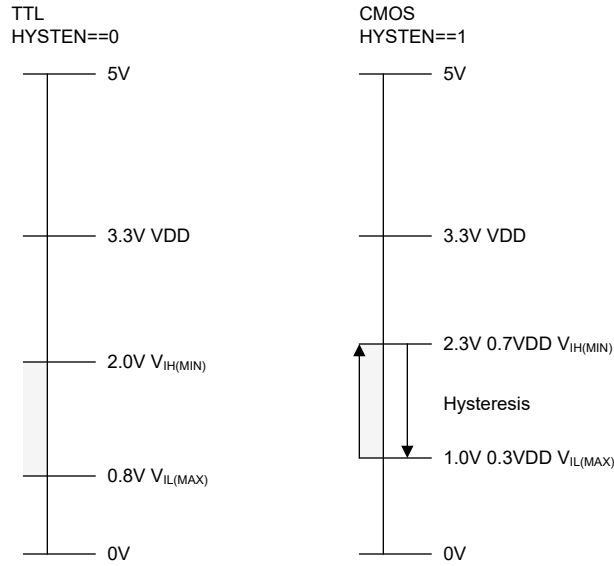 TTL
HYSTEN==0
5V
3.3V VDD
2.0V VIH(MIN)
0.8V VIL(MAX)
0V
CMOS
HYSTEN==1
5V
3.3V VDD
2.3V 0.7VDD VIH(MIN)
Hysteresis
1.0V 0.3VDD VIL(MAX)
0V